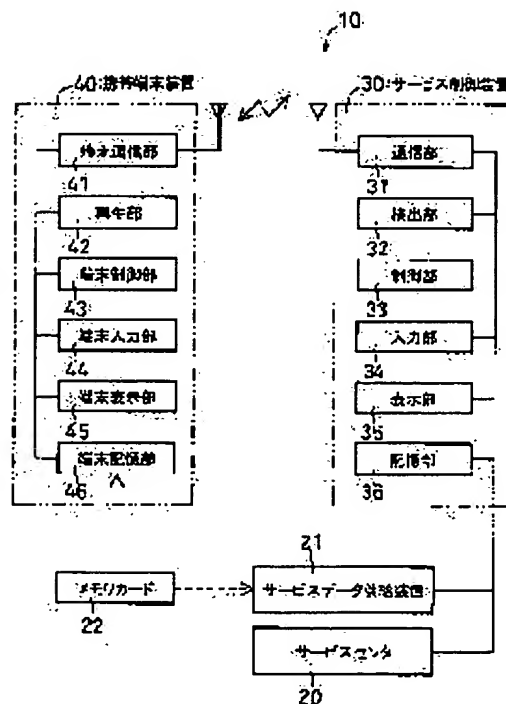 10
40:携帯端末装置
30:サービス制御装置
端末通信部
41
再生部
42
端末制御部
43
端末入力部
44
端末表示部
45
端末記憶部
46
通信部
31
検出部
32
制御部
33
入力部
34
表示部
35
記憶部
36
21
メモリカード
22
サービスデータ供給装置
サービスセンタ
20